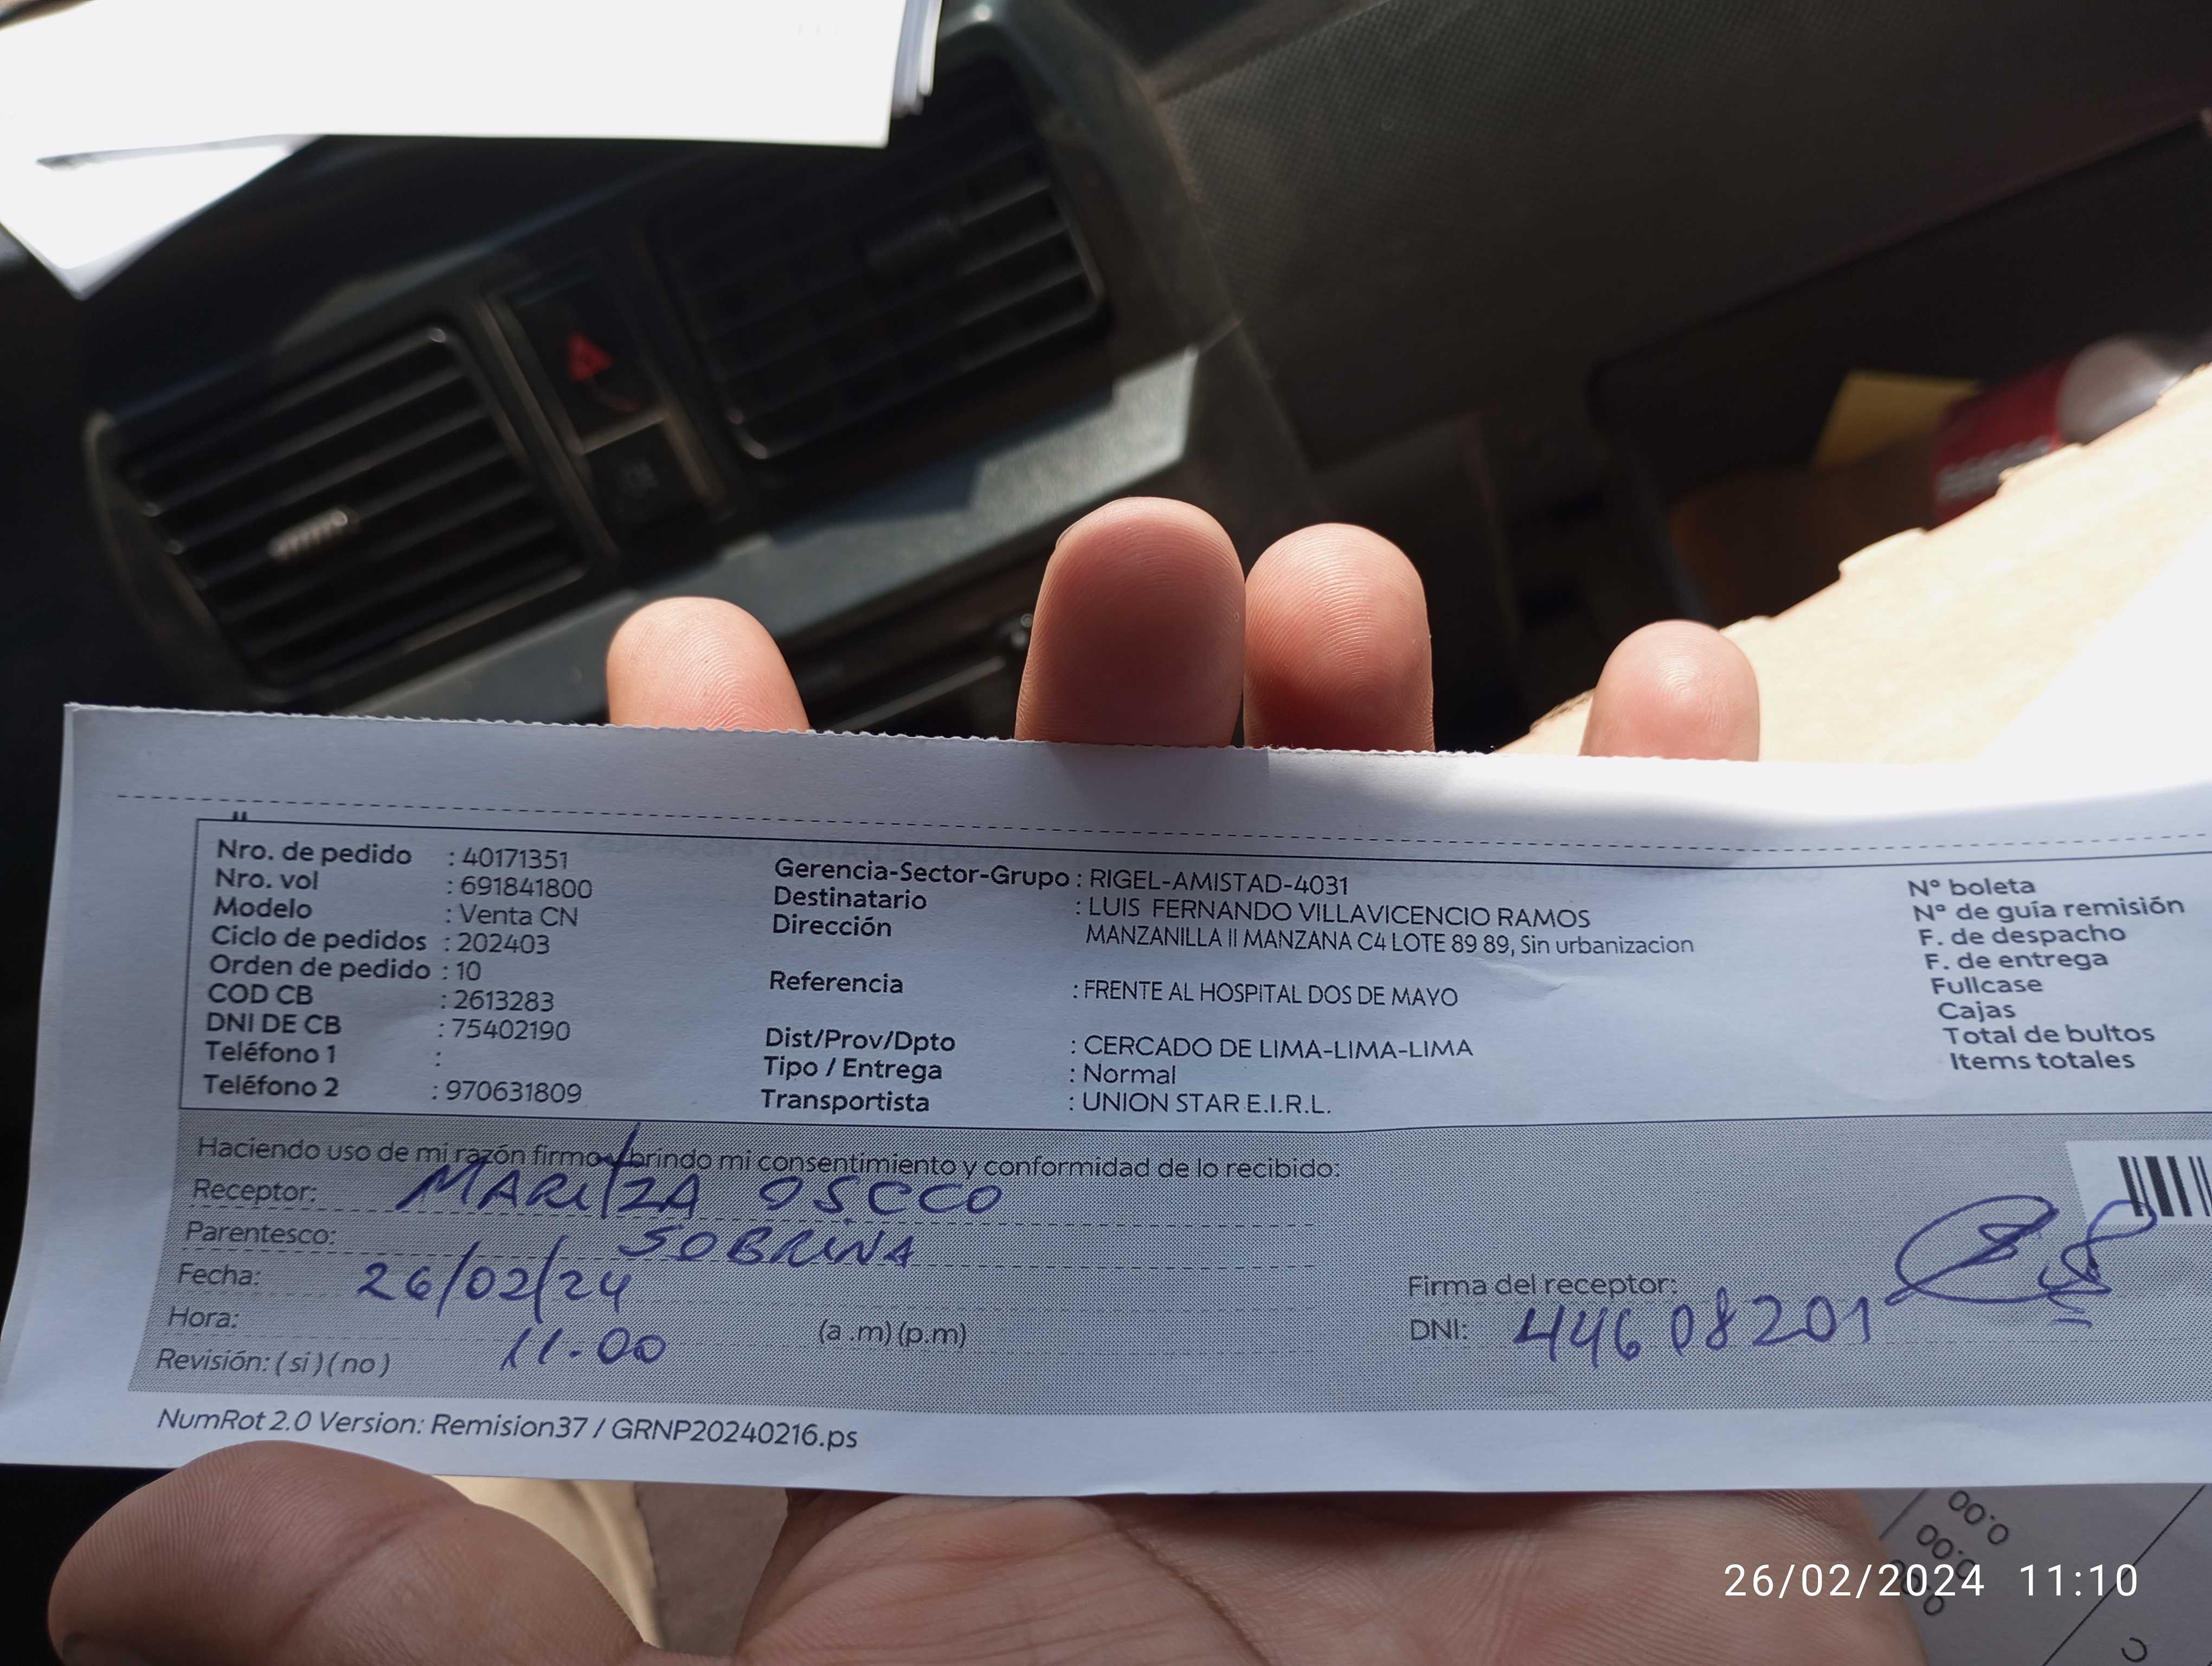 Nro. de pedido : 40171351
Nro. vol : 691841800
Modelo : Venta CN
Ciclo de pedidos : 202403
Orden de pedido : 10
COD CB : 2613283
DNI DE CB : 75402190
Teléfono 1 :
Teléfono 2 : 970631809
Gerencia-Sector-Grupo : RIGEL-AMISTAD-4031
Destinatario : LUIS FERNANDO VILLAVICENCIO RAMOS
Dirección MANZANILLA II MANZANA C4 LOTE 89 89, Sin urbanizacion
Referencia : FRENTE AL HOSPITAL DOS DE MAYO
Dist/Prov/Dpto : CERCADO DE LIMA-LIMA-LIMA
Tipo / Entrega : Normal
Transportista : UNION STAR E.I.R.L.
N° boleta
N° de guía remisión
F. de despacho
F. de entrega
Fullcase
Cajas
Total de bultos
Items totales
Haciendo uso de mi razón firmo y brindo mi consentimiento y conformidad de lo recibido:
Receptor: MARITZA OSCCO
Parentesco: SOBRINA
Fecha: 26/02/24
Hora: 11.00 (a .m) (p.m)
Revisión: ( si ) ( no )
Firma del receptor:
DNI: 44608201
NumRot 2.0 Version: Remision37 / GRNP20240216.ps
0.00
0.00
26/02/2024 11:10